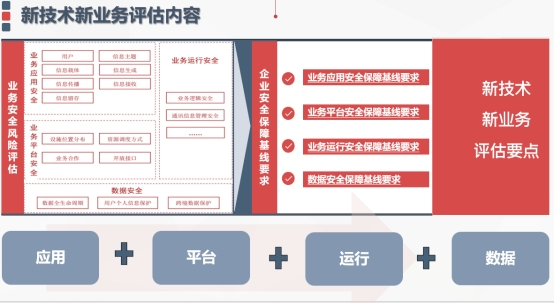 新技术新业务评估内容
业务安全风险评估
业务应用安全
用户
信息主题
信息载体
信息生成
信息传播
信息接收
信息留存
业务平台安全
设施位置分布
资源调度方式
业务合作
开放接口
业务运行安全
业务逻辑安全
通讯信息管理安全
......
数据安全
数据全生命周期
用户个人信息保护
跨境数据保护
企业安全保障基线要求
业务应用安全保障基线要求
业务平台安全保障基线要求
业务运行安全保障基线要求
数据安全保障基线要求
新技术
新业务
评估要点
应用
平台
运行
数据